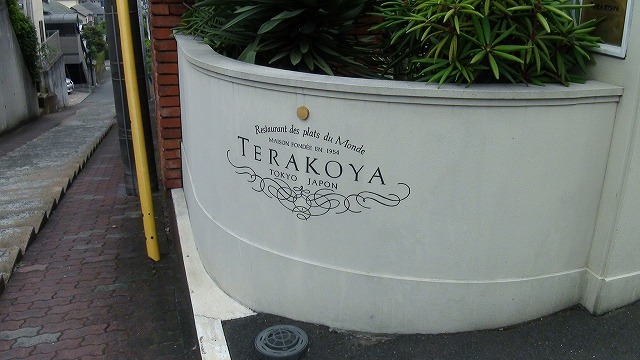 Restaurant des plats du Monde
MAISON FONDÉE EN 1954
TERAKOYA
TOKYO JAPON